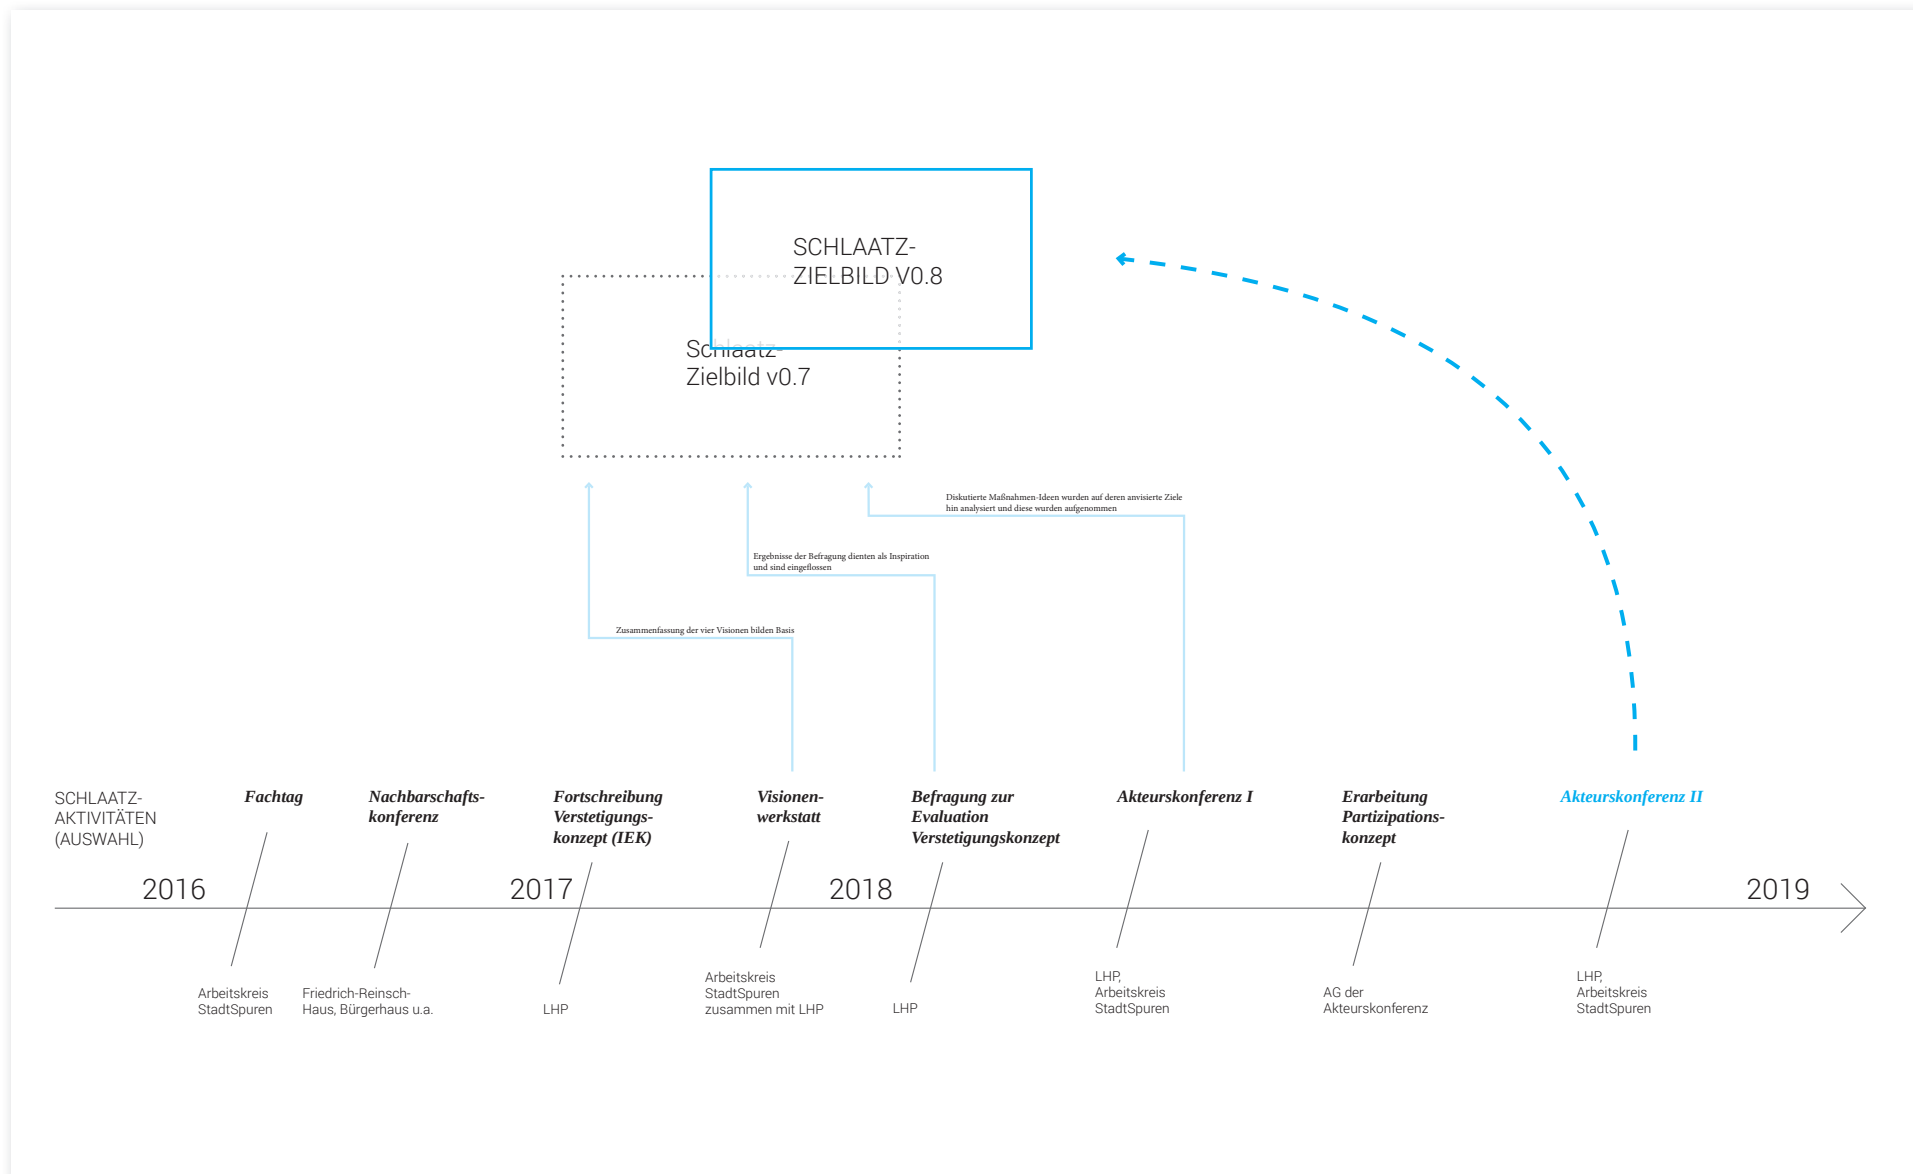 SCHLAATZ-
ZIELBILD V0.8
Schlaatz-
Zielbild v0.7
Diskutierte Maßnahmen-Ideen wurden auf deren anvisierte Ziele
hin analysiert und diese wurden aufgenommen
Ergebnisse der Befragung dienten als Inspiration
und sind eingeflossen
Zusammenfassung der vier Visionen bilden Basis
SCHLAATZ-
AKTIVITÄTEN
(AUSWAHL)
Fachtag
Nachbarschafts-
konferenz
Fortschreibung
Verstetigungs-
konzept (IEK)
Visionen-
werkstatt
Befragung zur
Evaluation
Verstetigungskonzept
Akteurskonferenz I
Erarbeitung
Partizipations-
konzept
Akteurskonferenz II
2016
2017
2018
2019
Arbeitskreis
StadtSpuren
Friedrich-Reinsch-
Haus, Bürgerhaus u.a.
LHP
Arbeitskreis
StadtSpuren
zusammen mit LHP
LHP
LHP,
Arbeitskreis
StadtSpuren
AG der
Akteurskonferenz
LHP,
Arbeitskreis
StadtSpuren